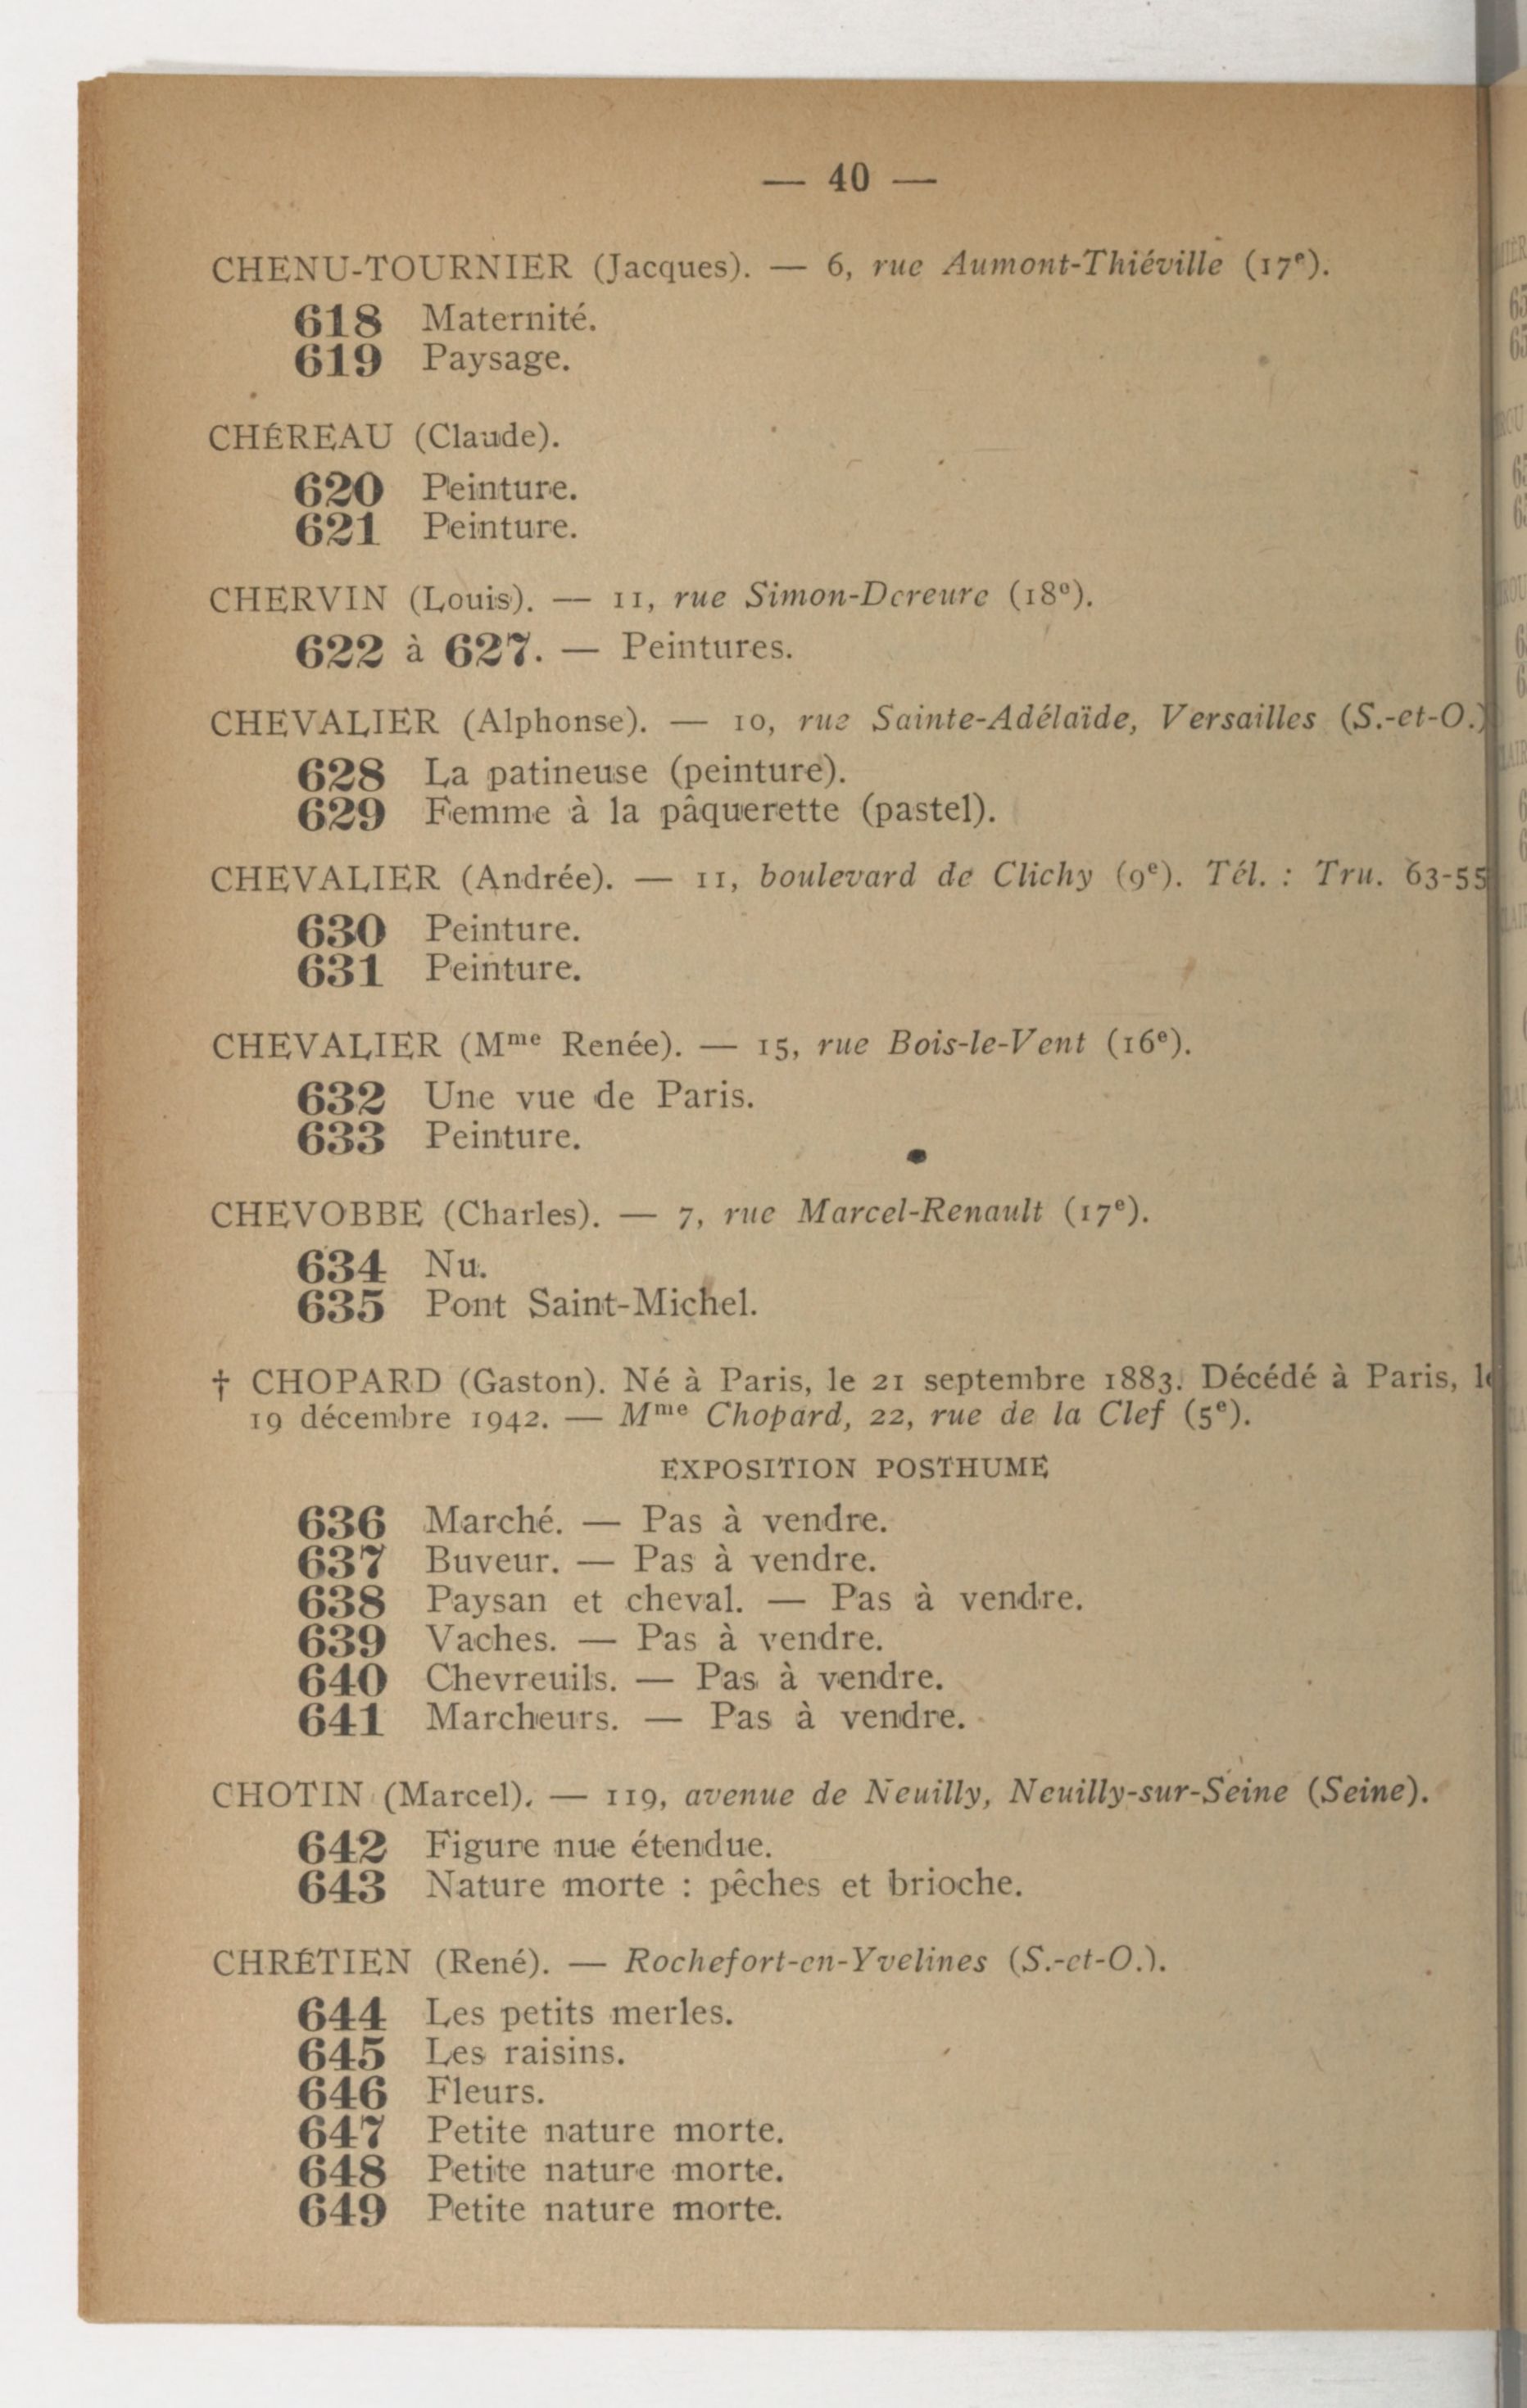 — 40 —
CHENU-TOURNIER (Jacques). — 6, rue Aumont-Thiéville (17e).
618 Maternité.
619 Paysage.
CHÉREAU (Claude).
620 Peinture.
621 Peinture.
CHERVIN (Louis). — 11, rue Simon-Dereure (18e).
622 à 627. — Peintures.
CHEVALIER (Alphonse). — 10, rue Sainte-Adélaïde, Versailles (S.-et-O.)
628 La patineuse (peinture).
629 Femme à la pâquerette (pastel).
CHEVALIER (Andrée). — 11, boulevard de Clichy (9e). Tél. : Tru. 63-55
630 Peinture.
631 Peinture.
CHEVALIER (Mme Renée). — 15, rue Bois-le-Vent (16e).
632 Une vue de Paris.
633 Peinture.
CHEVOBBE (Charles). — 7, rue Marcel-Renault (17e).
634 Nu.
635 Pont Saint-Michel.
† CHOPARD (Gaston). Né à Paris, le 21 septembre 1883. Décédé à Paris, le
19 décembre 1942. — Mme Chopard, 22, rue de la Clef (5e).
EXPOSITION POSTHUME
636 Marché. — Pas à vendre.
637 Buveur. — Pas à vendre.
638 Paysan et cheval. — Pas à vendre.
639 Vaches. — Pas à vendre.
640 Chevreuils. — Pas à vendre.
641 Marcheurs. — Pas à vendre.
CHOTIN (Marcel). — 119, avenue de Neuilly, Neuilly-sur-Seine (Seine).
642 Figure nue étendue.
643 Nature morte : pêches et brioche.
CHRÉTIEN (René). — Rochefort-en-Yvelines (S.-et-O.).
644 Les petits merles.
645 Les raisins.
646 Fleurs.
647 Petite nature morte.
648 Petite nature morte.
649 Petite nature morte.